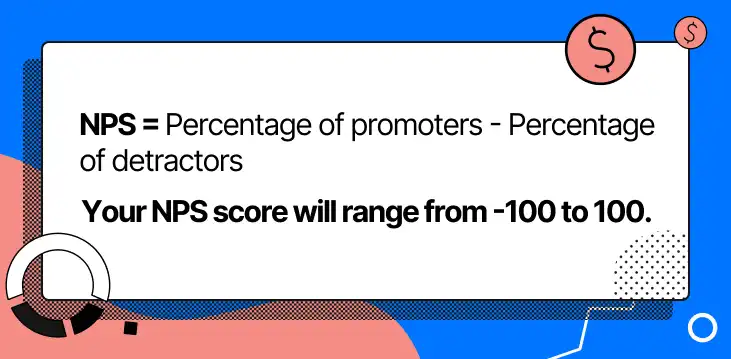 NPS = Percentage of promoters - Percentage
of detractors
Your NPS score will range from -100 to 100.
$
$